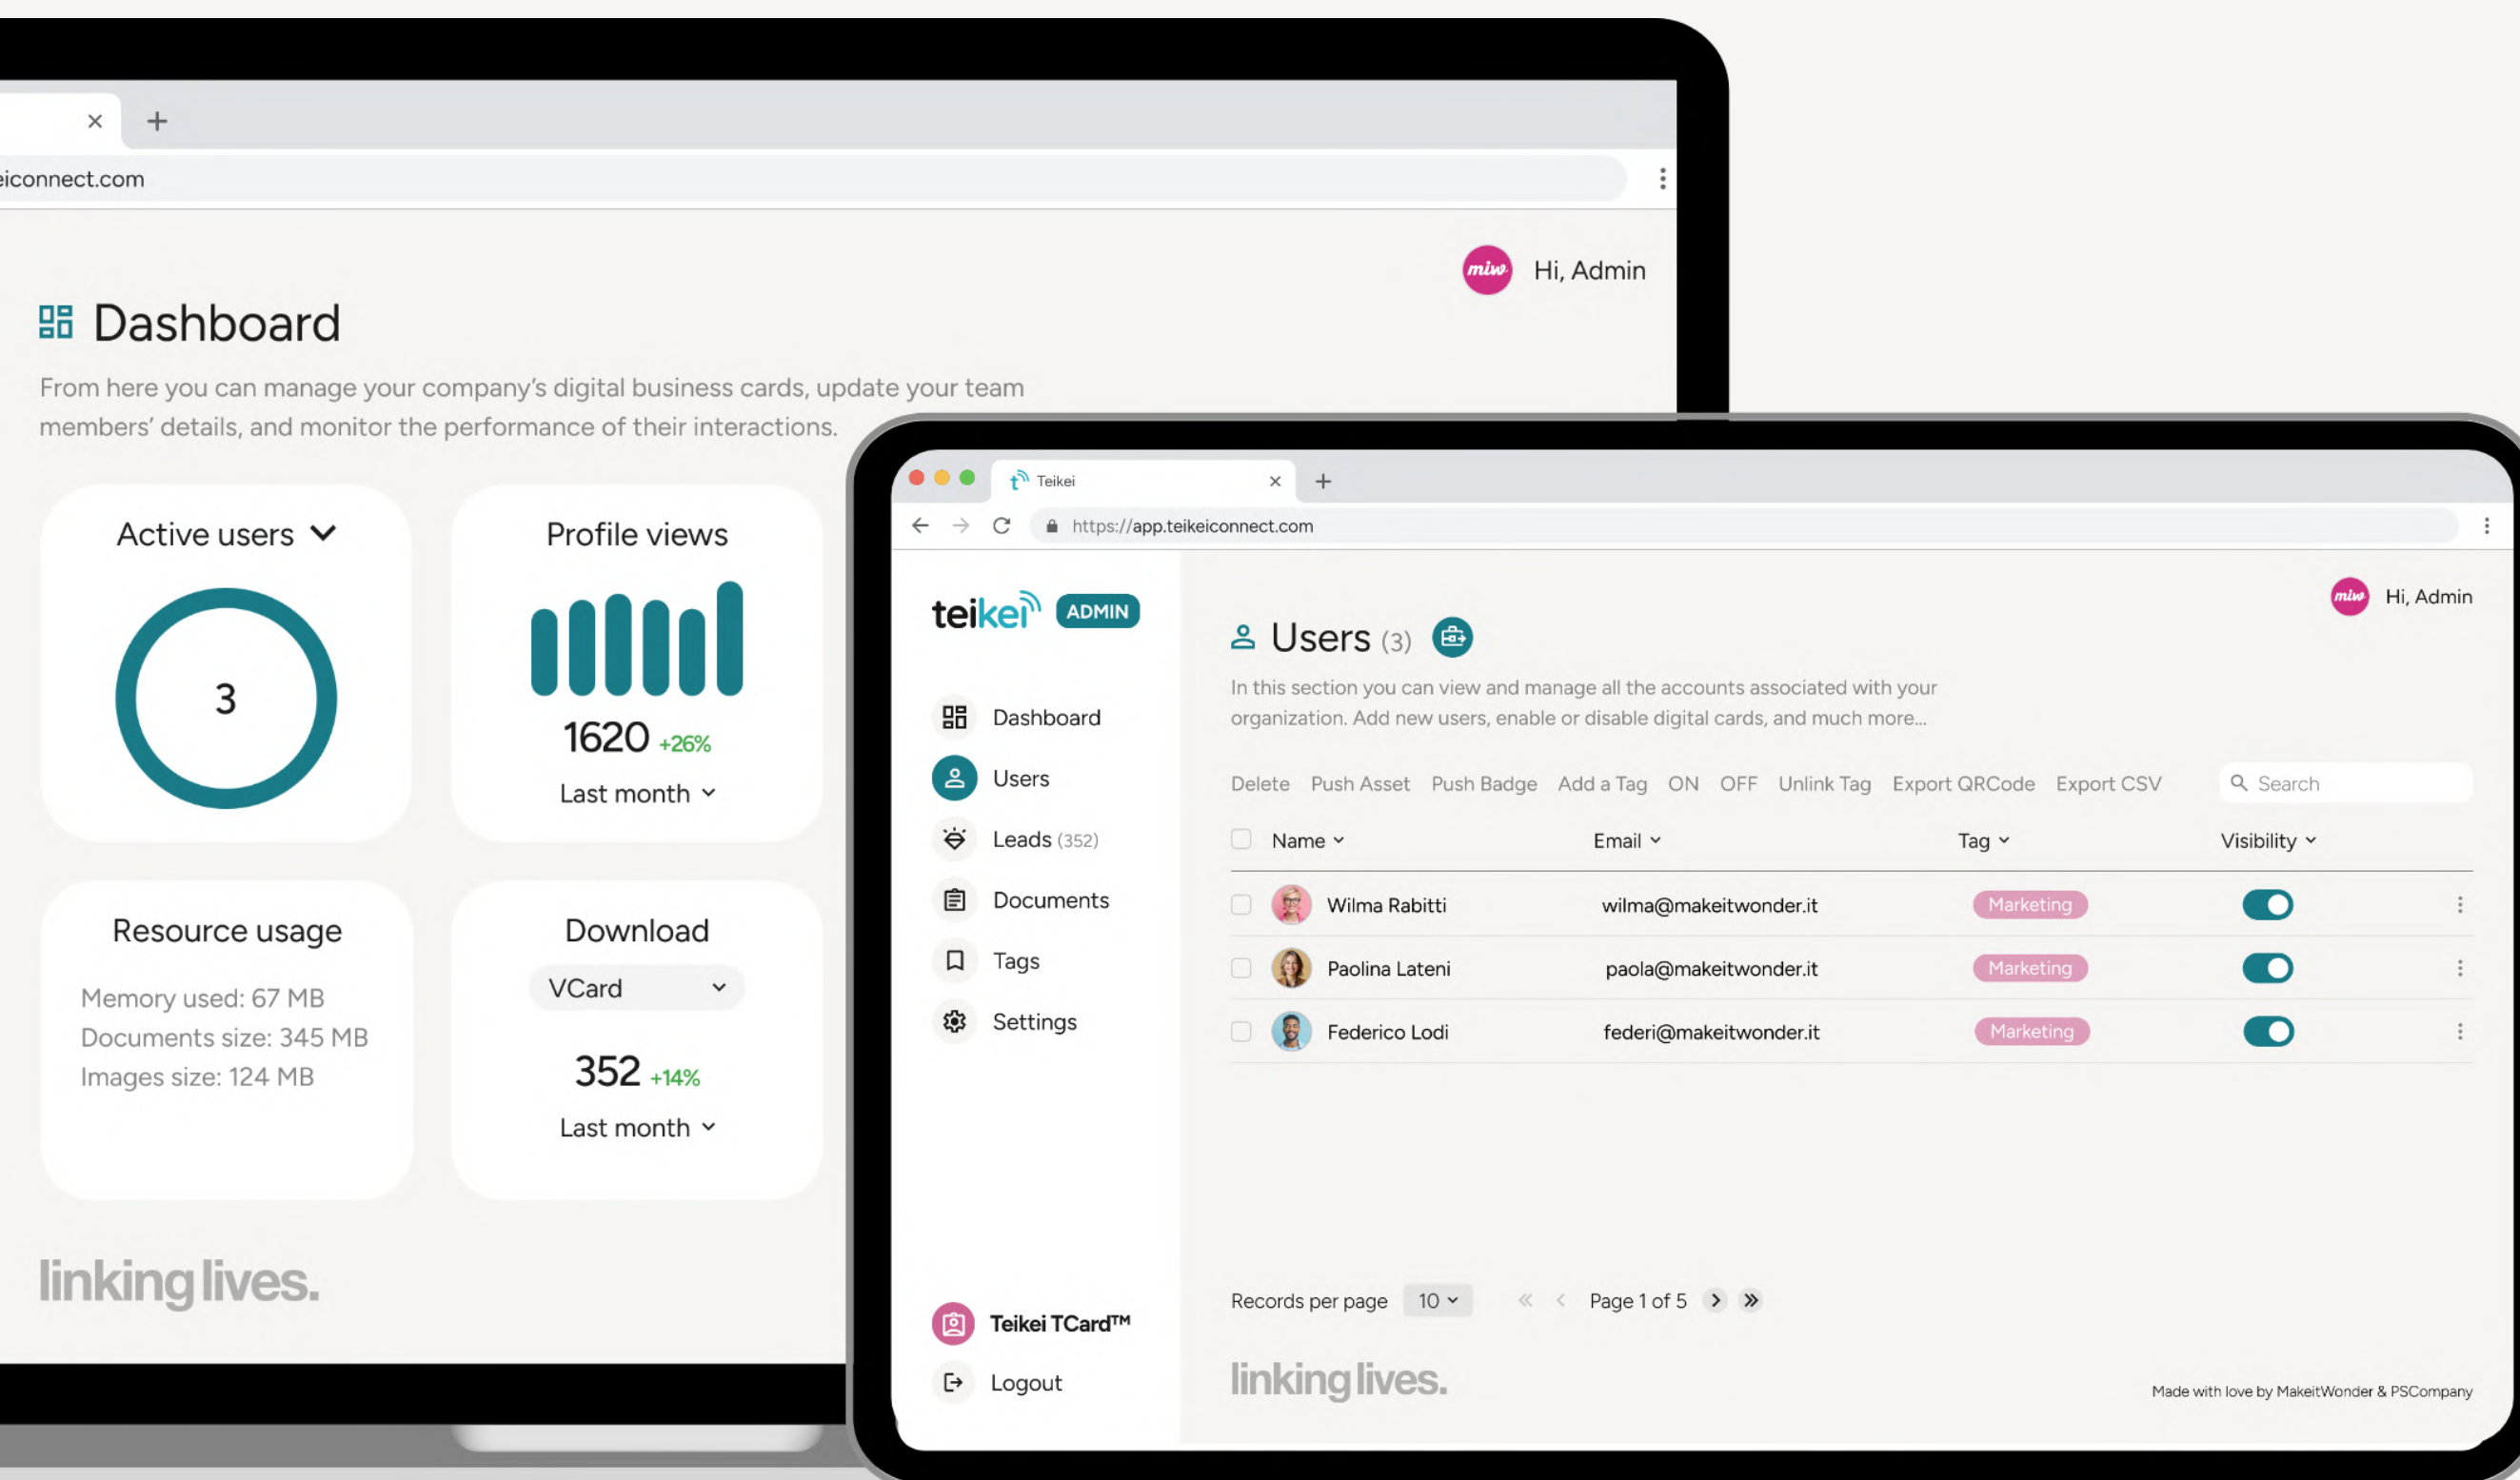 eiconnect.com
miw Hi, Admin
Dashboard
From here you can manage your company's digital business cards, update your team
members' details, and monitor the performance of their interactions.
Active users
3
Profile views
1620 +26%
Last month
Resource usage
Memory used: 67 MB
Documents size: 345 MB
Images size: 124 MB
Download
VCard
352 +14%
Last month
linking lives.
t Teikei
https://app.teikeiconnect.com
teikei ADMIN
Dashboard
Users
Leads (352)
Documents
Tags
Settings
Teikei TCard™
Logout
miw Hi, Admin
Users (3)
In this section you can view and manage all the accounts associated with your
organization. Add new users, enable or disable digital cards, and much more...
Delete Push Asset Push Badge Add a Tag ON OFF Unlink Tag Export QRCode Export CSV Search
Name Email Tag Visibility
Wilma Rabitti wilma@makeitwonder.it Marketing
Paolina Lateni paola@makeitwonder.it Marketing
Federico Lodi federi@makeitwonder.it Marketing
Records per page 10 Page 1 of 5
linking lives.
Made with love by MakeitWonder & PSCompany